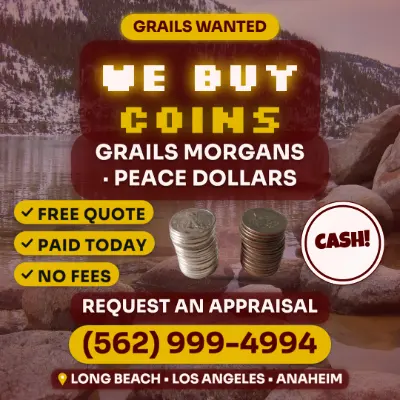 GRAILS WANTED
WE BUY
COINS
GRAILS MORGANS
· PEACE DOLLARS
✓ FREE QUOTE
✓ PAID TODAY
✓ NO FEES
CASH!
REQUEST AN APPRAISAL
(562) 999-4994
LONG BEACH • LOS ANGELES • ANAHEIM